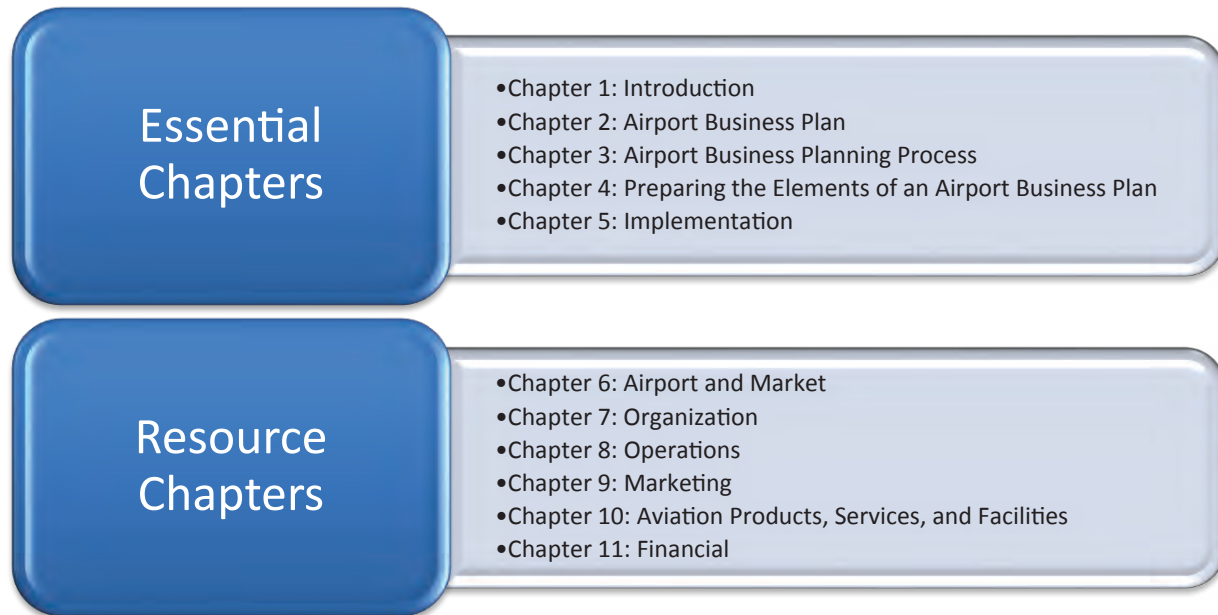 Essential
Chapters
•Chapter 1: Introduction
•Chapter 2: Airport Business Plan
•Chapter 3: Airport Business Planning Process
•Chapter 4: Preparing the Elements of an Airport Business Plan
•Chapter 5: Implementation
Resource
Chapters
•Chapter 6: Airport and Market
•Chapter 7: Organization
•Chapter 8: Operations
•Chapter 9: Marketing
•Chapter 10: Aviation Products, Services, and Facilities
•Chapter 11: Financial